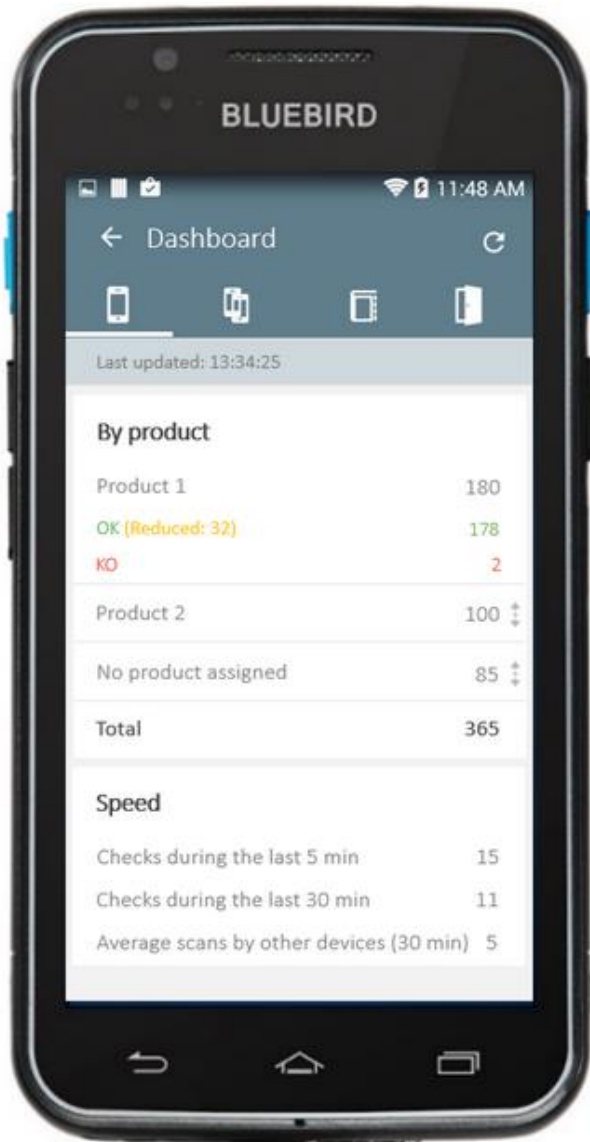 BLUEBIRD
11:48 AM
Dashboard
Last updated: 13:34:25
By product
Product 1 180
OK (Reduced: 32) 178
KO 2
Product 2 100
No product assigned 85
Total 365
Speed
Checks during the last 5 min 15
Checks during the last 30 min 11
Average scans by other devices (30 min) 5